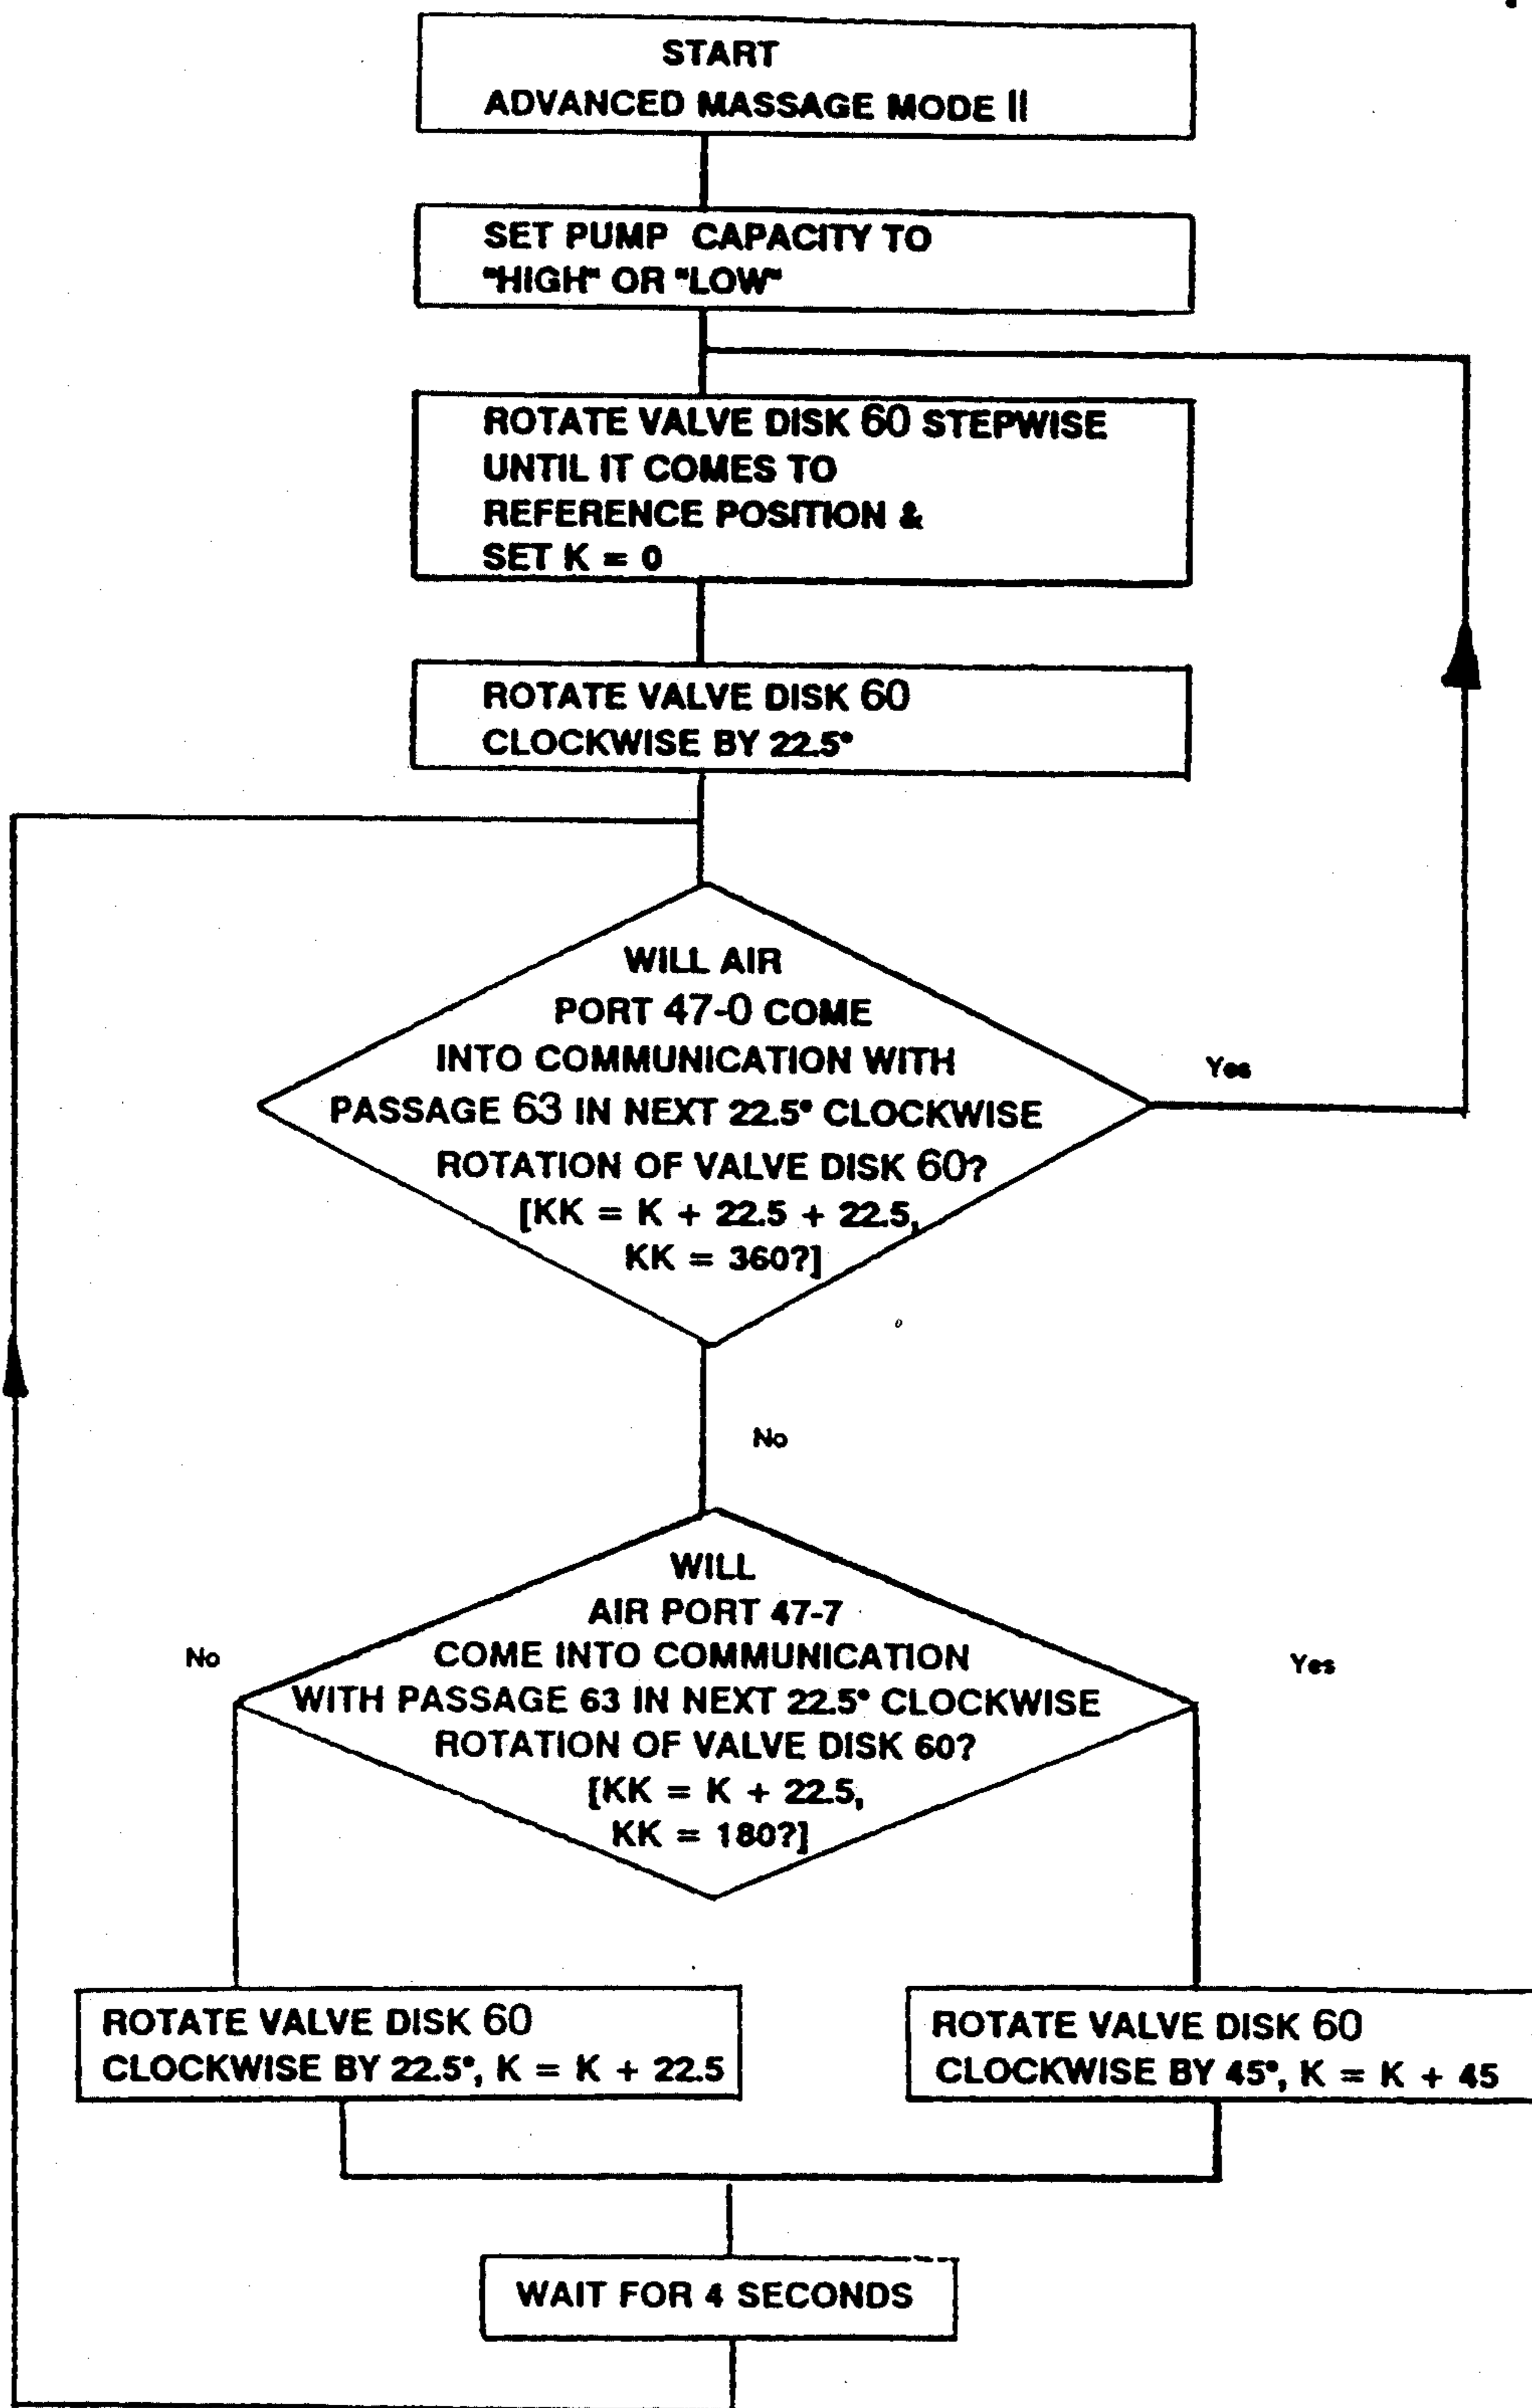 START
ADVANCED MASSAGE MODE II
SET PUMP CAPACITY TO
"HIGH" OR "LOW"
ROTATE VALVE DISK 60 STEPWISE
UNTIL IT COMES TO
REFERENCE POSITION &
SET K = 0
ROTATE VALVE DISK 60
CLOCKWISE BY 22.5°
WILL AIR
PORT 47-0 COME
INTO COMMUNICATION WITH
PASSAGE 63 IN NEXT 22.5° CLOCKWISE
ROTATION OF VALVE DISK 60?
[KK = K + 22.5 + 22.5,
KK = 360?]
Yes
No
WILL
AIR PORT 47-7
COME INTO COMMUNICATION
WITH PASSAGE 63 IN NEXT 22.5° CLOCKWISE
ROTATION OF VALVE DISK 60?
[KK = K + 22.5,
KK = 180?]
No
Yes
ROTATE VALVE DISK 60
CLOCKWISE BY 22.5°, K = K + 22.5
ROTATE VALVE DISK 60
CLOCKWISE BY 45°, K = K + 45
WAIT FOR 4 SECONDS